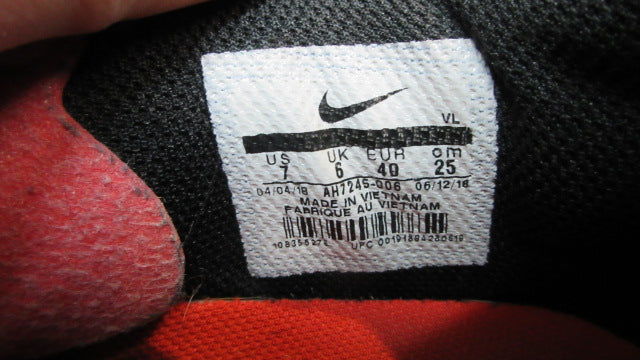 VL
US UK EUR cm
7 6 40 25
04/04/18 AH7245-006 06/12/18
MADE IN VIETNAM
FABRIQUE AU VIETNAM
UPC